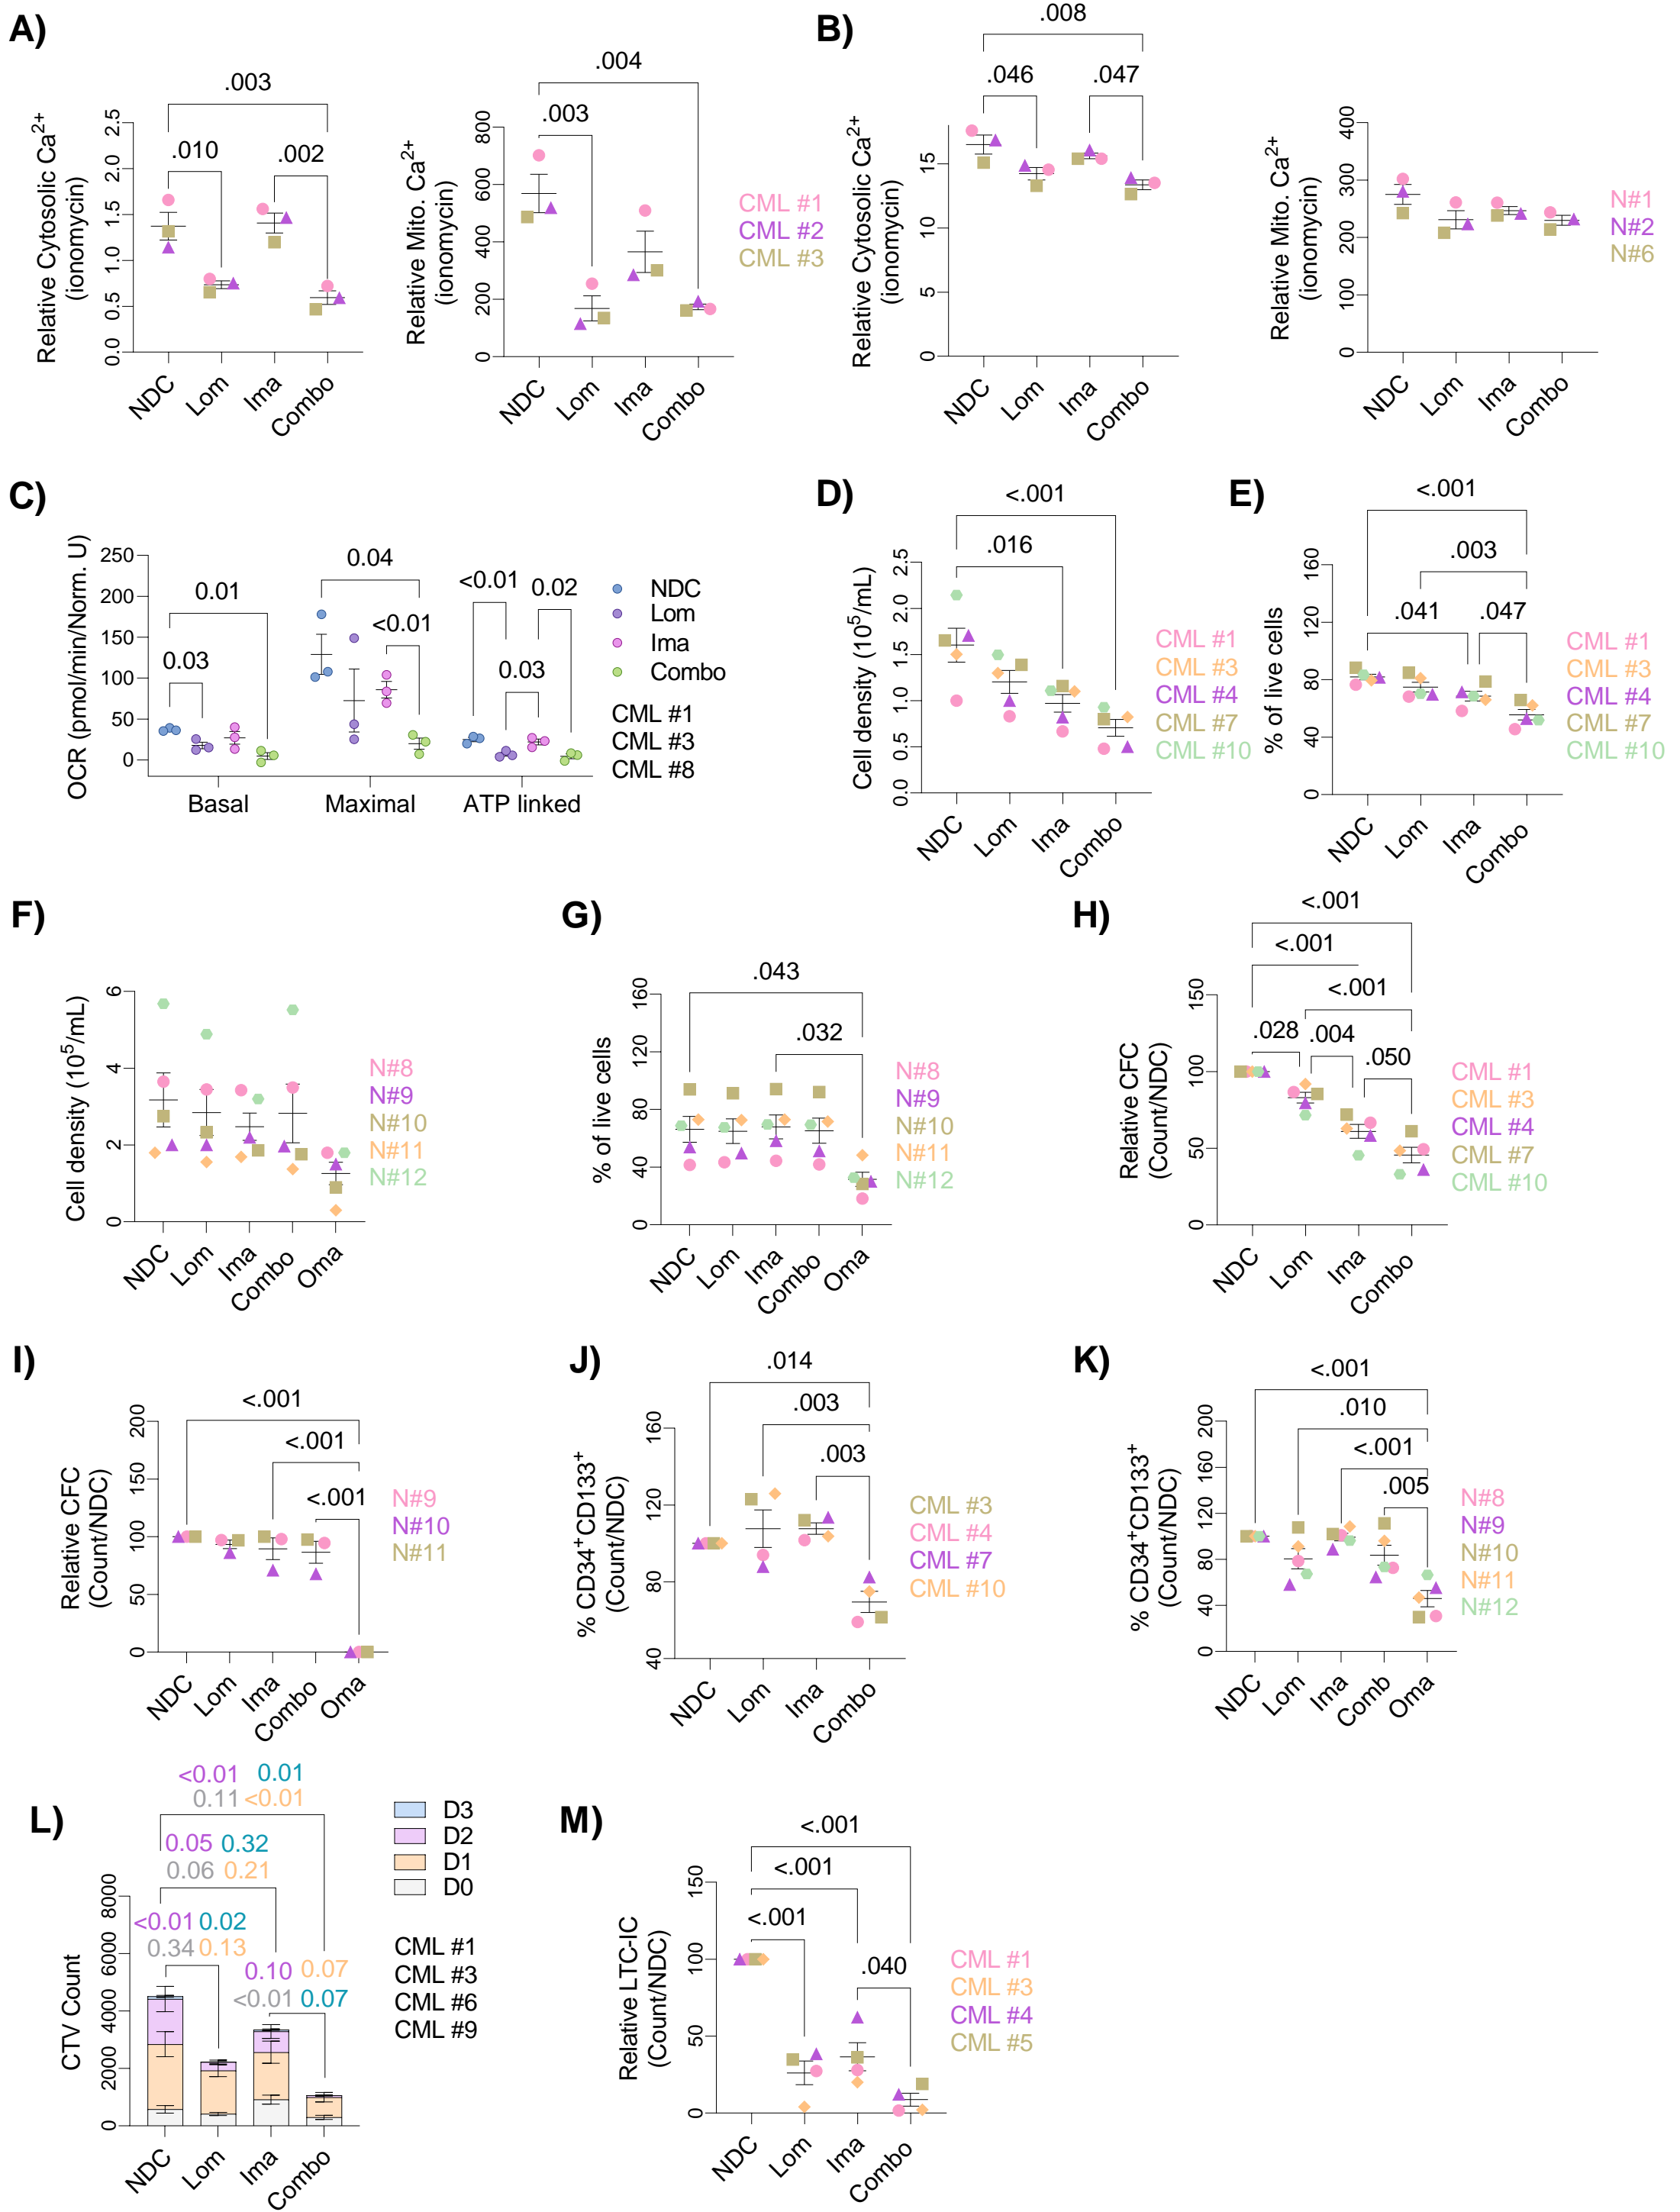 A)
.003
.010
.002
Relative Cytosolic Ca2+
(ionomycin)
2.5
2.0
1.5
1.0
0.5
0.0
NDC
Lom
Ima
Combo
.004
.003
Relative Mito. Ca2+
(ionomycin)
800
600
400
200
0
NDC
Lom
Ima
Combo
CML #1
CML #2
CML #3
B)
.008
.046
.047
Relative Cytosolic Ca2+
(ionomycin)
15
10
5
0
NDC
Lom
Ima
Combo
Relative Mito. Ca2+
(ionomycin)
400
300
200
100
0
NDC
Lom
Ima
Combo
N#1
N#2
N#6
C)
OCR (pmol/min/Norm. U)
250
200
150
100
50
0
0.01
0.03
0.04
<0.01
<0.01
0.02
0.03
Basal
Maximal
ATP linked
NDC
Lom
Ima
Combo
CML #1
CML #3
CML #8
D)
<.001
.016
Cell density (105/mL)
2.5
2.0
1.5
1.0
0.5
0.0
NDC
Lom
Ima
Combo
CML #1
CML #3
CML #4
CML #7
CML #10
E)
<.001
.003
.041
.047
% of live cells
160
120
80
40
0
NDC
Lom
Ima
Combo
CML #1
CML #3
CML #4
CML #7
CML #10
F)
Cell density (105/mL)
6
4
2
0
NDC
Lom
Ima
Combo
Oma
N#8
N#9
N#10
N#11
N#12
G)
.043
.032
% of live cells
160
120
80
40
0
NDC
Lom
Ima
Combo
Oma
N#8
N#9
N#10
N#11
N#12
H)
<.001
<.001
<.001
.028
.004
.050
Relative CFC
(Count/NDC)
150
100
50
0
NDC
Lom
Ima
Combo
CML #1
CML #3
CML #4
CML #7
CML #10
I)
<.001
<.001
<.001
Relative CFC
(Count/NDC)
200
150
100
50
0
NDC
Lom
Ima
Combo
Oma
N#9
N#10
N#11
J)
.014
.003
.003
% CD34+CD133+
(Count/NDC)
160
120
80
40
NDC
Lom
Ima
Combo
CML #3
CML #4
CML #7
CML #10
K)
<.001
.010
<.001
.005
% CD34+CD133+
(Count/NDC)
200
160
120
80
40
0
NDC
Lom
Ima
Comb
Oma
N#8
N#9
N#10
N#11
N#12
L)
<0.01 0.01
0.11 <0.01
0.05 0.32
0.06 0.21
<0.01 0.02
0.34 0.13
0.10 0.07
<0.01 0.07
CTV Count
8000
6000
4000
2000
0
NDC
Lom
Ima
Combo
D3
D2
D1
D0
CML #1
CML #3
CML #6
CML #9
M)
<.001
<.001
<.001
.040
Relative LTC-IC
(Count/NDC)
150
100
50
0
NDC
Lom
Ima
Combo
CML #1
CML #3
CML #4
CML #5